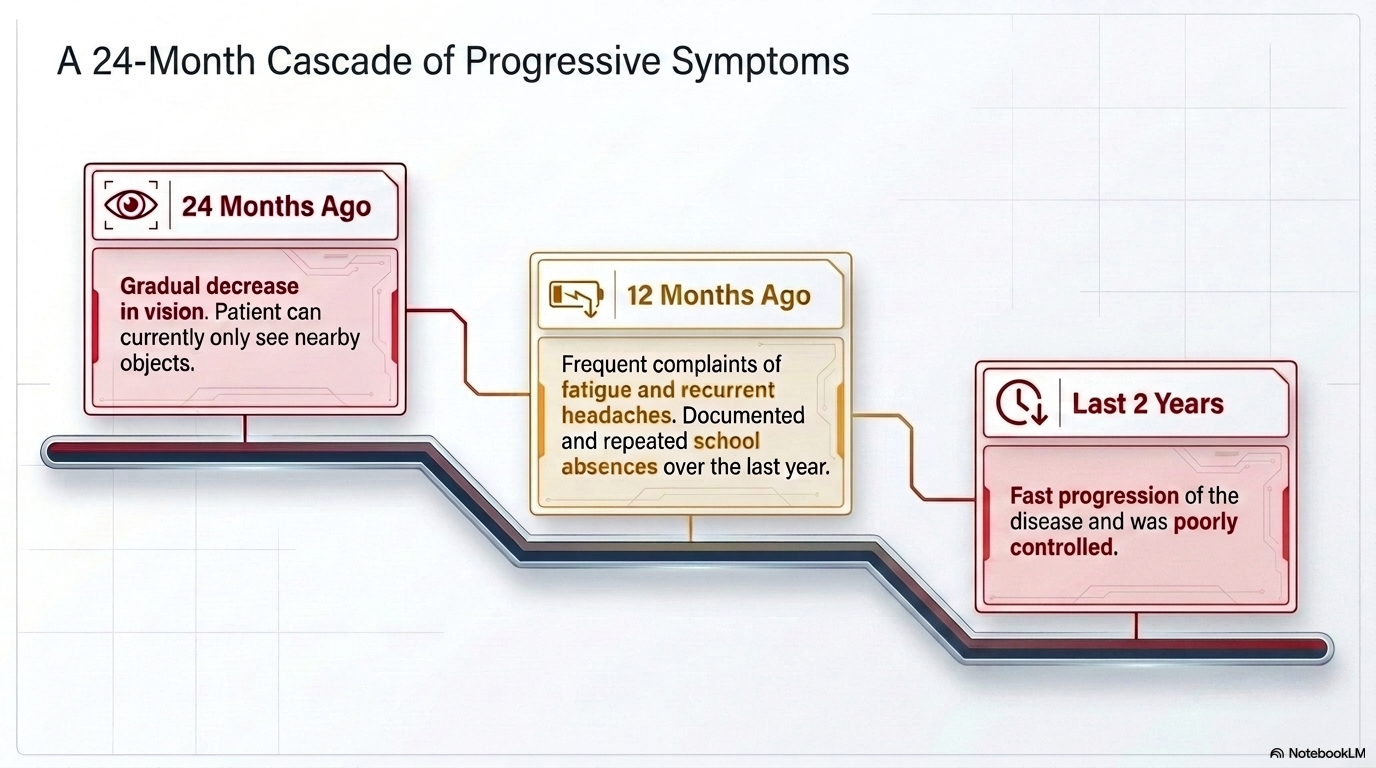 A 24-Month Cascade of Progressive Symptoms
24 Months Ago
Gradual decrease
in vision. Patient can
currently only see nearby
objects.
12 Months Ago
Frequent complaints of
fatigue and recurrent
headaches. Documented
and repeated school
absences over the last year.
Last 2 Years
Fast progression of the
disease and was poorly
controlled.
NotebookLM